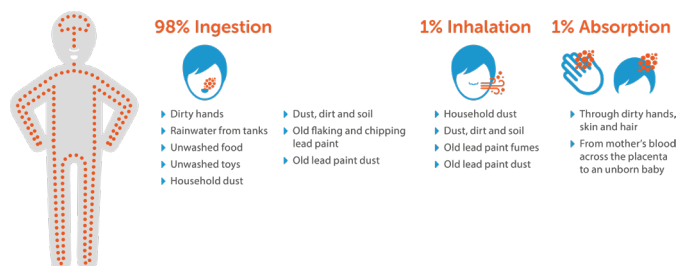 98% Ingestion
Dirty hands
Rainwater from tanks
Unwashed food
Unwashed toys
Household dust
Dust, dirt and soil
Old flaking and chipping
lead paint
Old lead paint dust
1% Inhalation
Household dust
Dust, dirt and soil
Old lead paint fumes
Old lead paint dust
1% Absorption
Through dirty hands,
skin and hair
From mother's blood
across the placenta
to an unborn baby